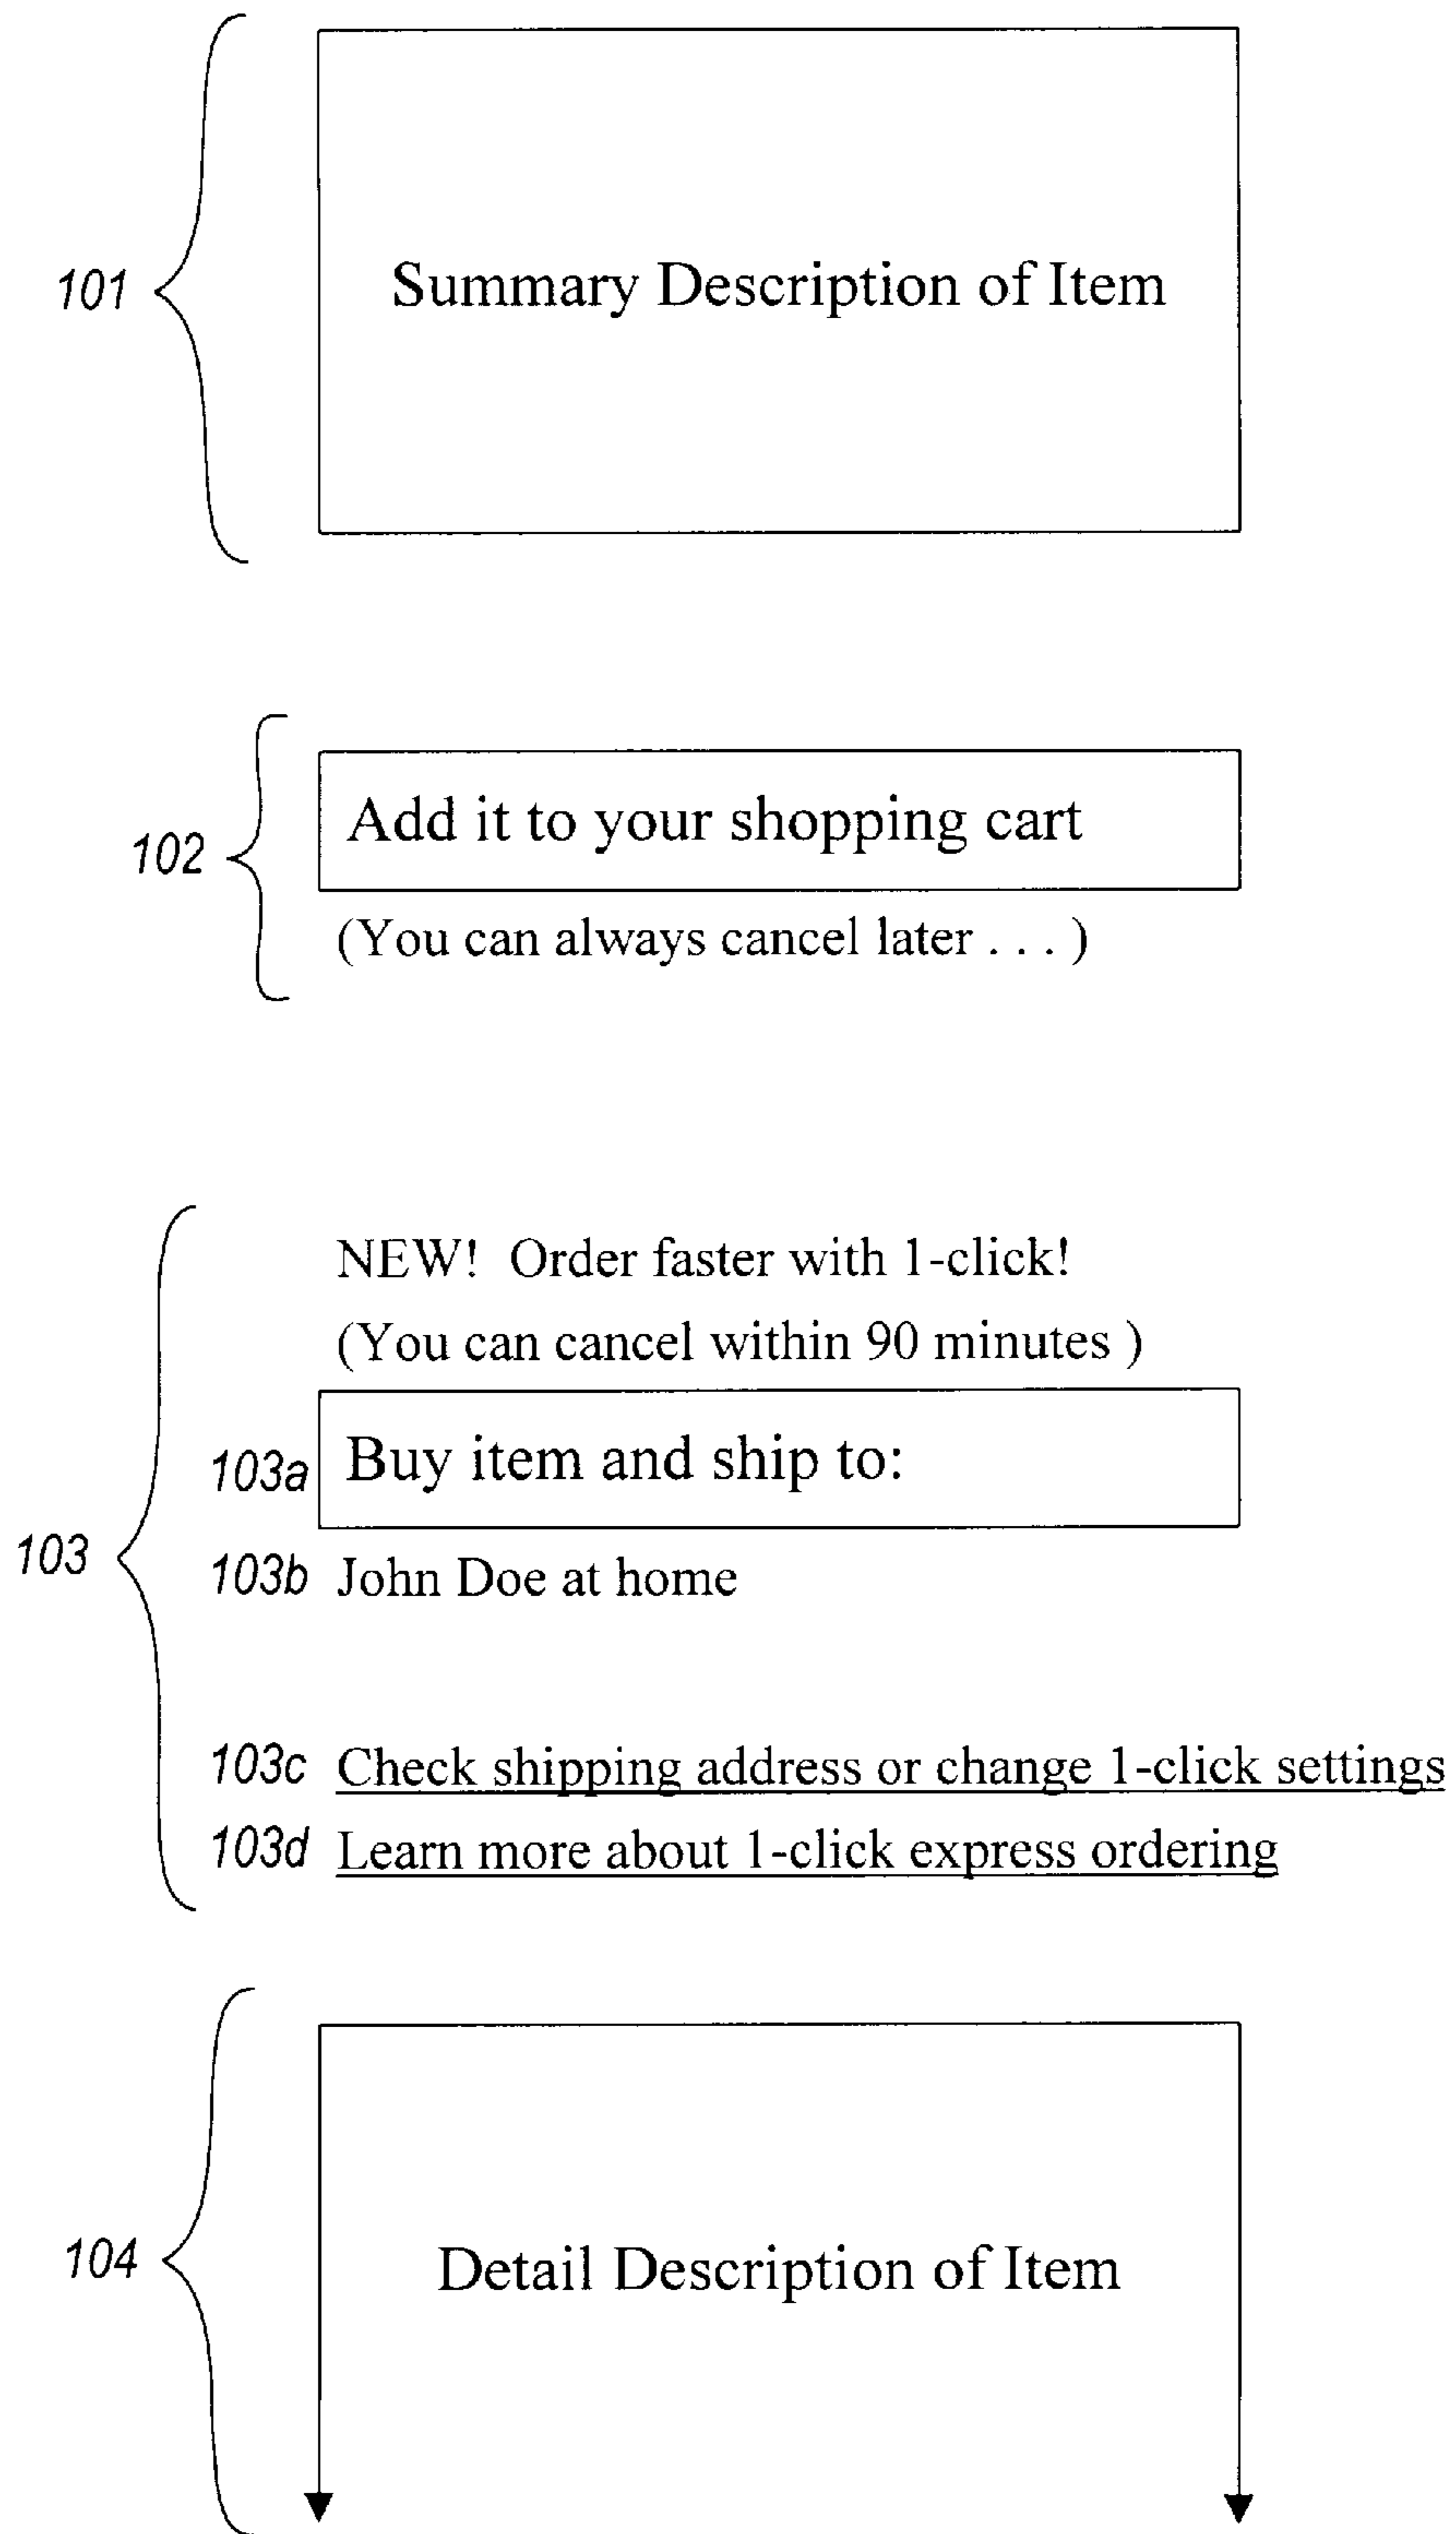 101
Summary Description of Item
102
Add it to your shopping cart
(You can always cancel later . . . )
103
NEW!  Order faster with 1-click!
(You can cancel within 90 minutes )
103a Buy item and ship to:
103b John Doe at home
103c Check shipping address or change 1-click settings
103d Learn more about 1-click express ordering
104
Detail Description of Item